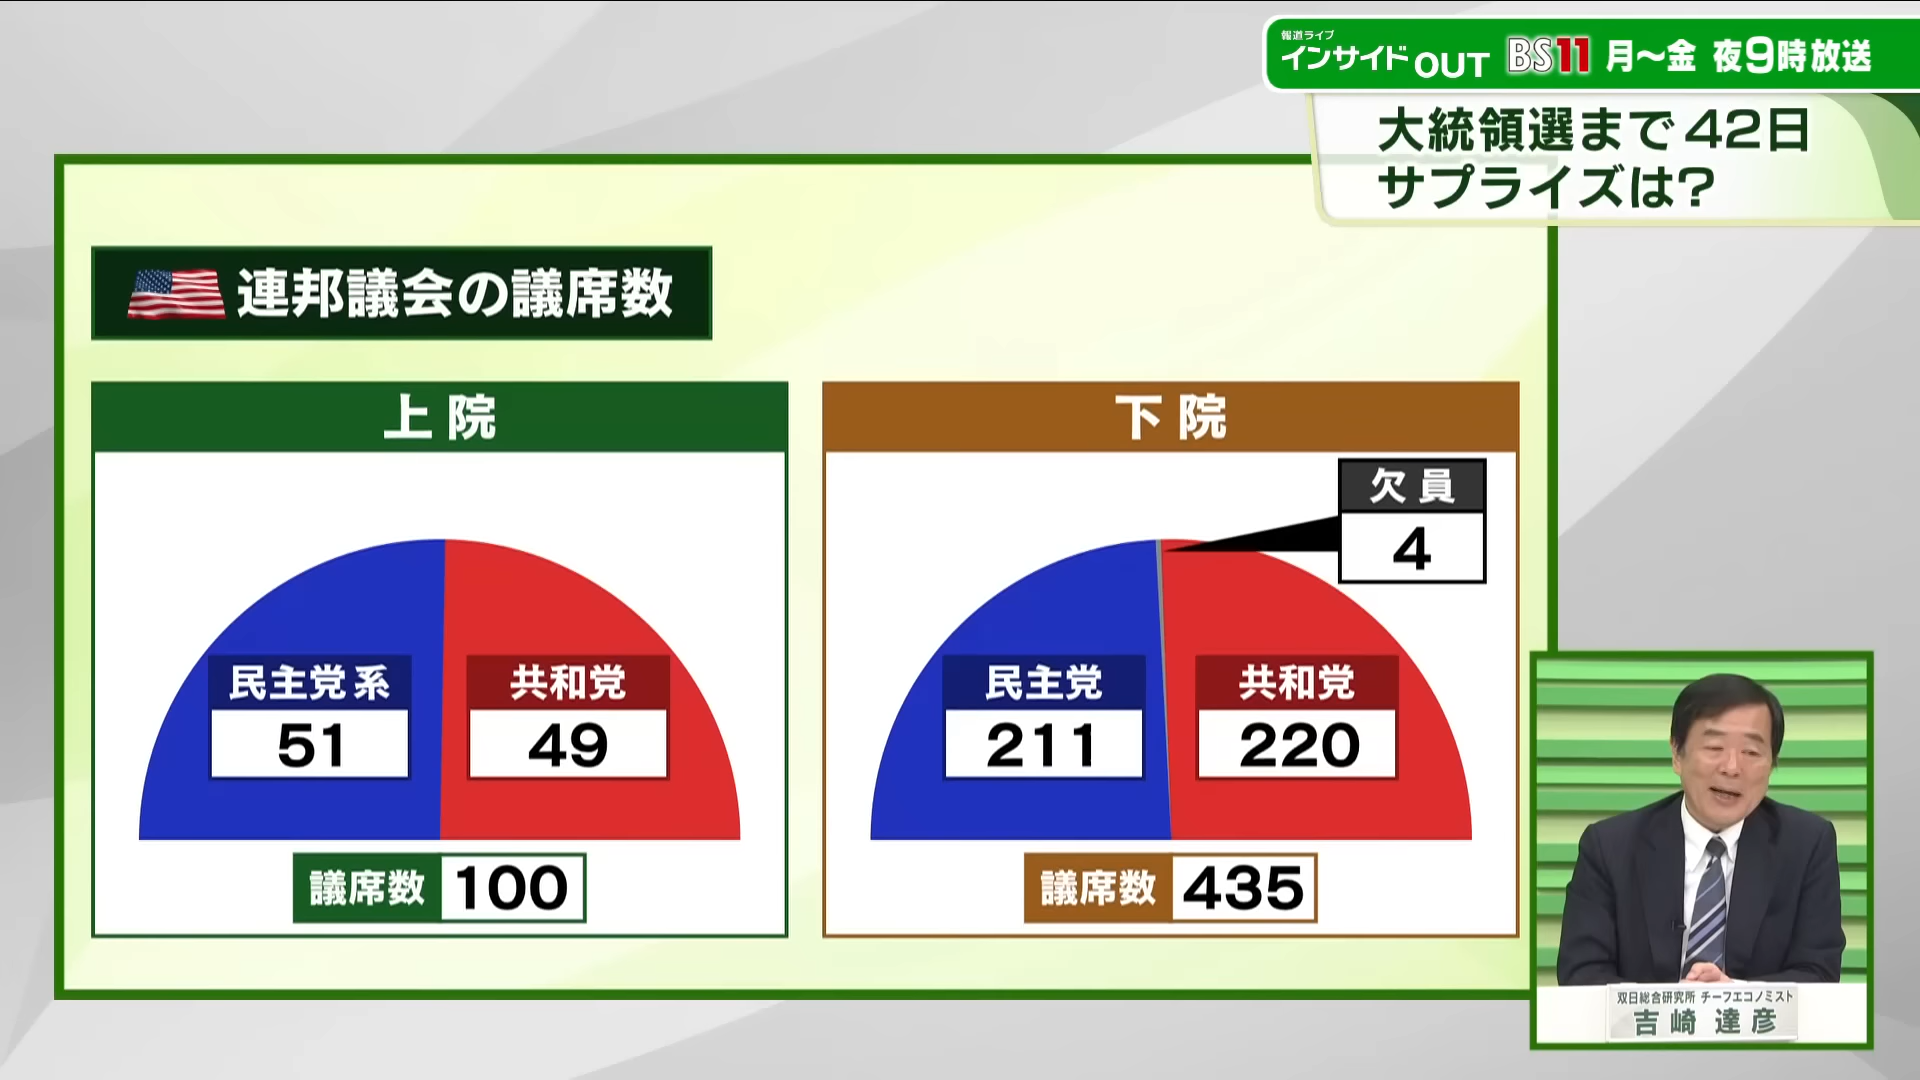 報道ライブ
インサイドOUT BS11 月～金 夜9時放送
大統領選まで42日
サプライズは?
連邦議会の議席数
上院
民主党系
51
共和党
49
議席数 100
下院
欠員
4
民主党
211
共和党
220
議席数 435
双日総合研究所 チーフエコノミスト
吉崎 達彦